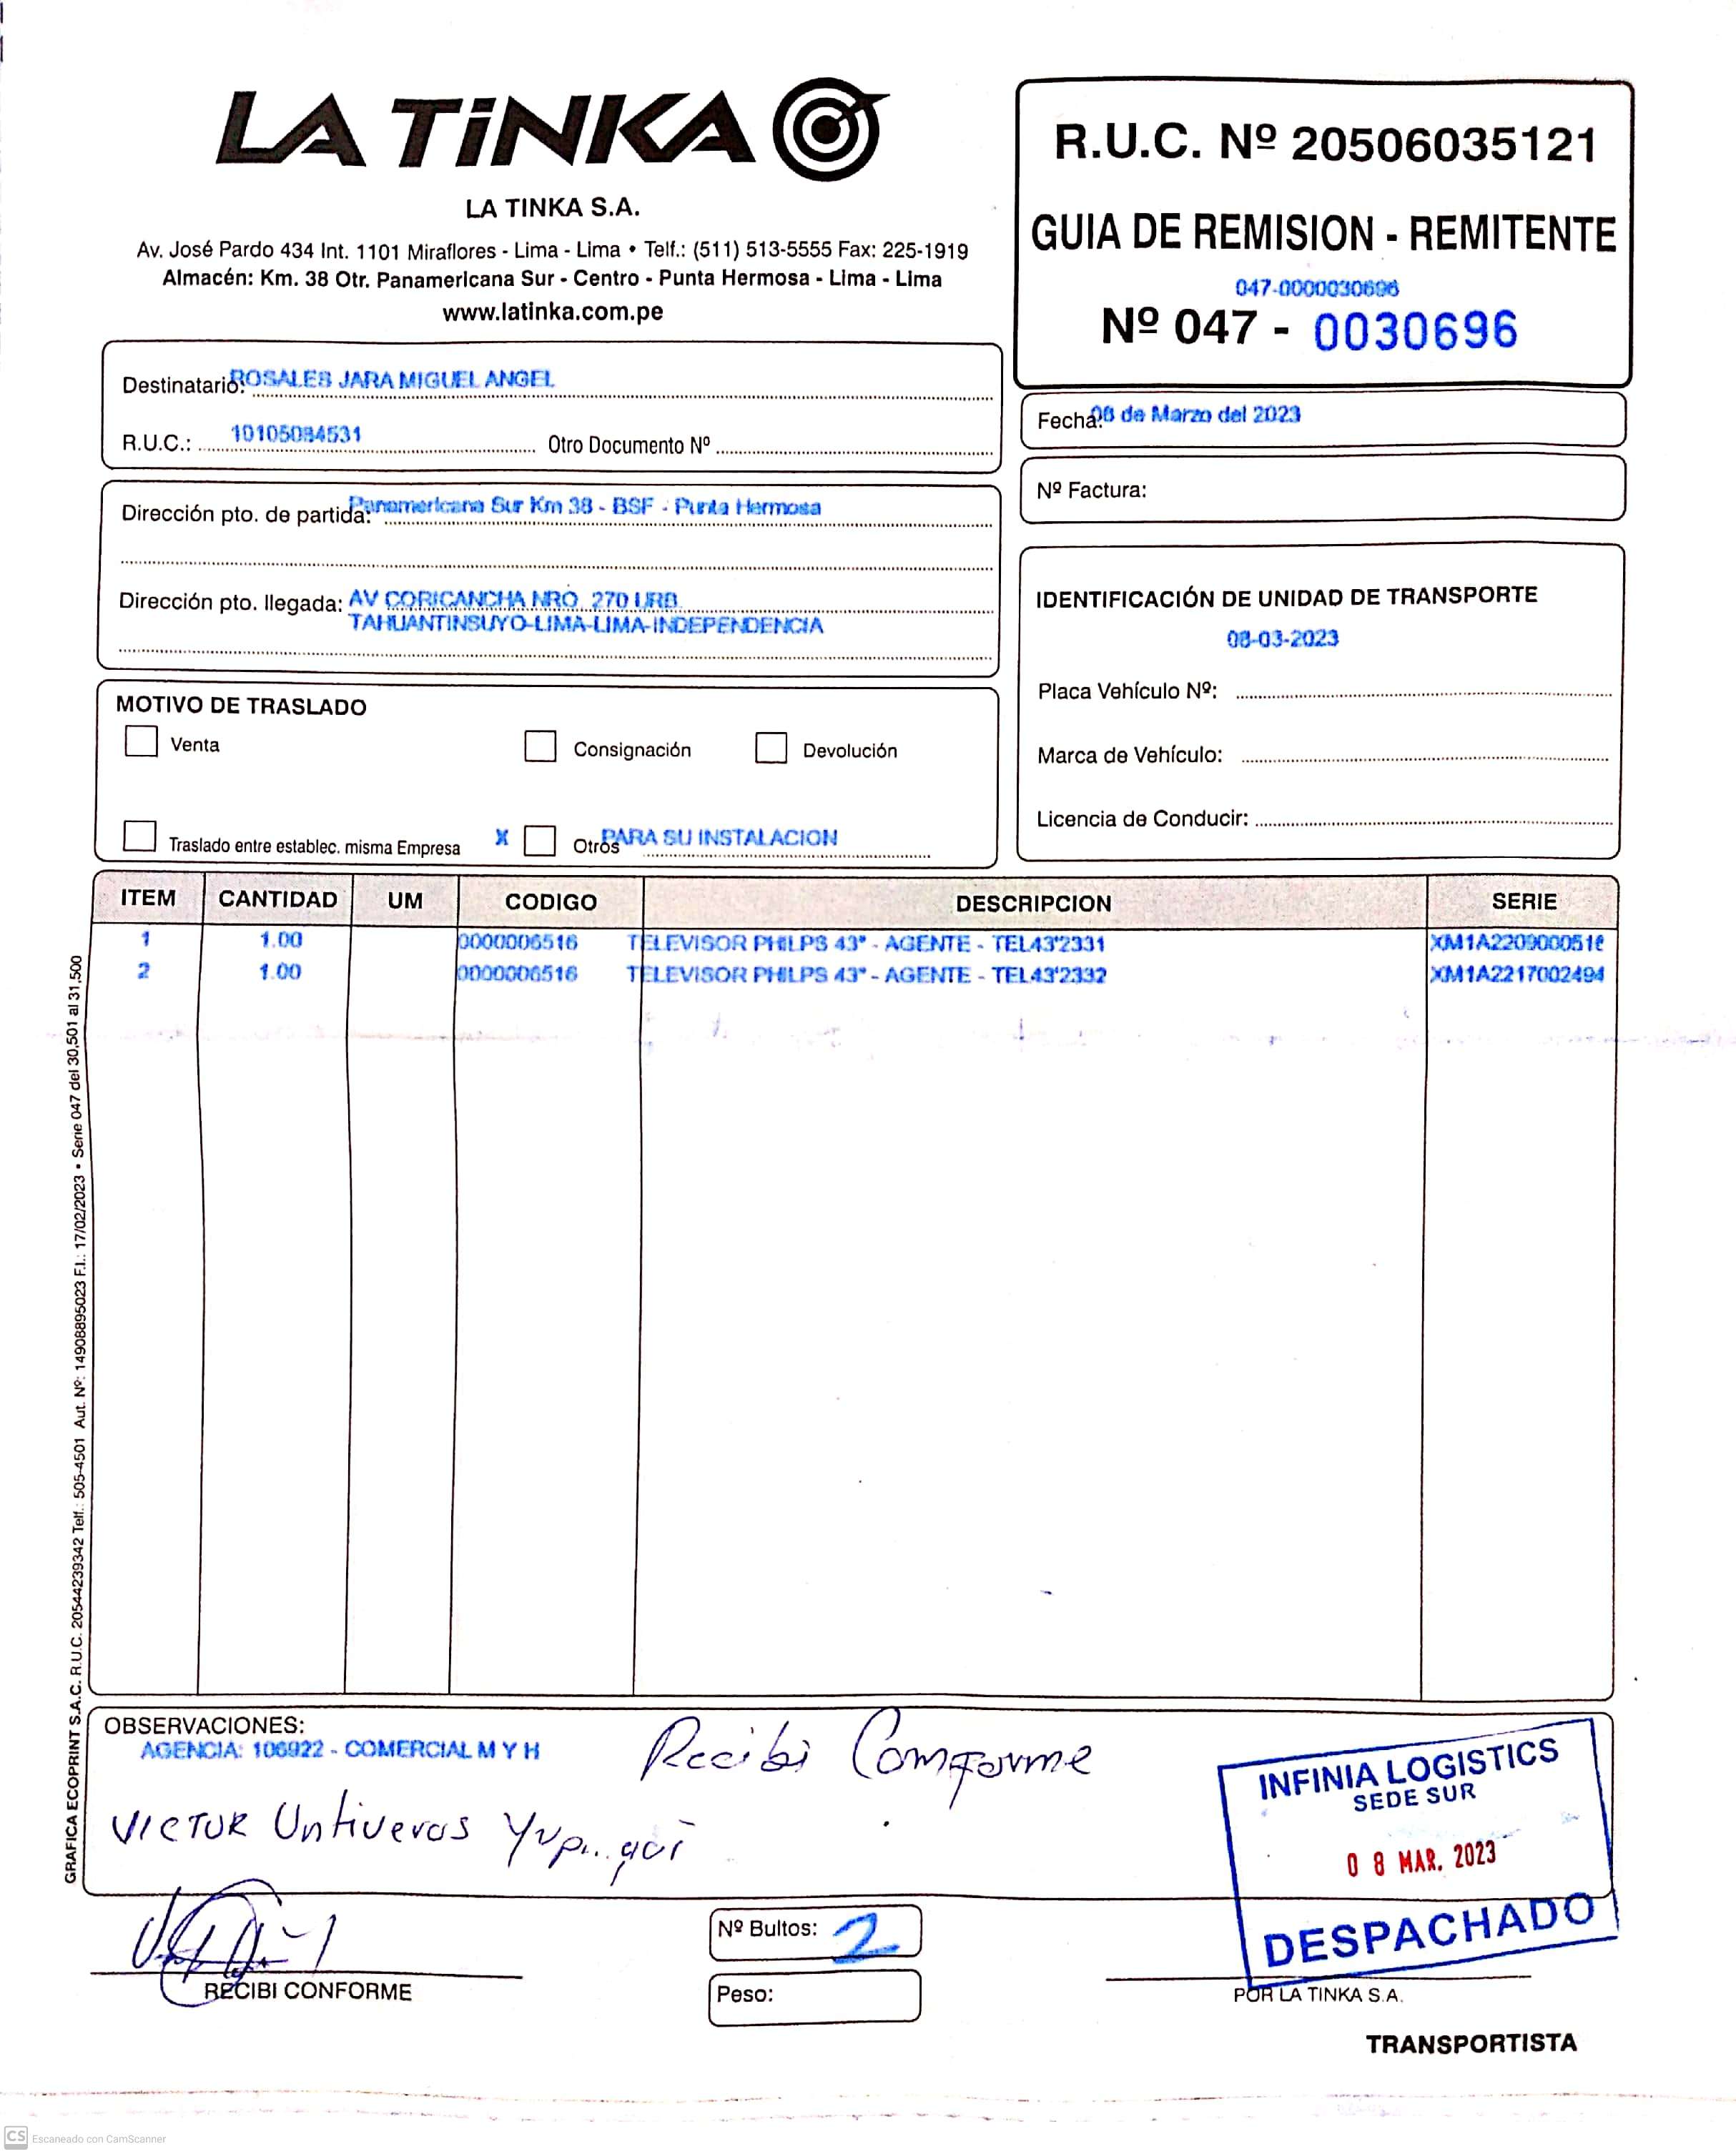 LA TiNKA
LA TINKA S.A.
Av. José Pardo 434 Int. 1101 Miraflores - Lima - Lima • Telf.: (511) 513-5555 Fax: 225-1919
Almacén: Km. 38 Otr. Panamericana Sur - Centro - Punta Hermosa - Lima - Lima
www.latinka.com.pe
R.U.C. Nº 20506035121
GUIA DE REMISION - REMITENTE
047-0000030696
Nº 047 - 0030696
Destinatario: ROSALES JARA MIGUEL ANGEL
R.U.C.: 10105084531 Otro Documento Nº
Fecha: 08 de Marzo del 2023
Nº Factura:
Dirección pto. de partida: Panamericana Sur Km 38 - BSF - Punta Hermosa
Dirección pto. llegada: AV CORICANCHA NRO. 270 URB.
TAHUANTINSUYO-LIMA-LIMA-INDEPENDENCIA
IDENTIFICACIÓN DE UNIDAD DE TRANSPORTE
08-03-2023
Placa Vehículo Nº:
Marca de Vehículo:
Licencia de Conducir:
MOTIVO DE TRASLADO
Venta Consignación Devolución
Traslado entre establec. misma Empresa X Otros PARA SU INSTALACION
ITEM CANTIDAD UM CODIGO DESCRIPCION SERIE
1 1.00 0000006516 TELEVISOR PHILPS 43" - AGENTE - TEL43'2331 XM1A2209000516
2 1.00 0000006516 TELEVISOR PHILPS 43" - AGENTE - TEL43'2332 XM1A2217002494
GRAFICA ECOPRINT S.A.C. R.U.C. 20544239342 Telf.: 505-4501 Aut. Nº: 14908895023 F.I.: 17/02/2023 • Serie 047 del 30,501 al 31,500
OBSERVACIONES:
AGENCIA: 106922 - COMERCIAL M Y H
Recibi Comforme
VICTUR Untiveros
INFINIA LOGISTICS
SEDE SUR
08 MAR. 2023
DESPACHADO
RECIBI CONFORME
Nº Bultos: 2
Peso:
POR LA TINKA S.A.
TRANSPORTISTA
CS Escaneado con CamScanner